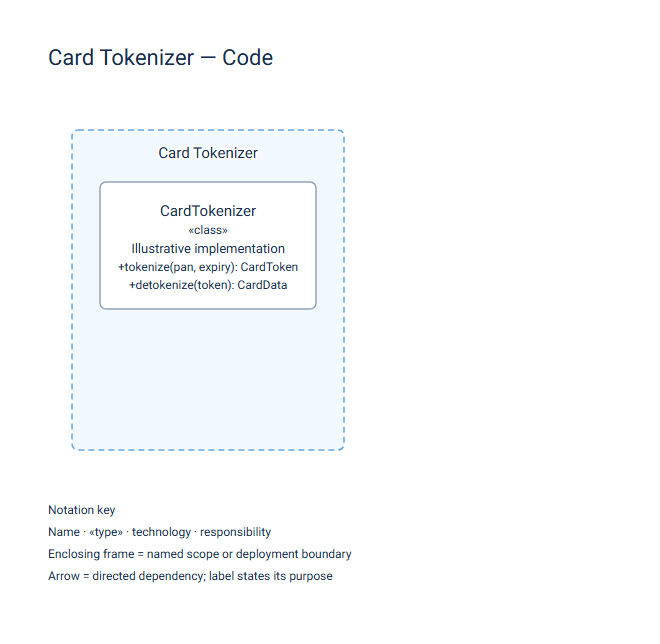 Card Tokenizer — Code
Card Tokenizer
CardTokenizer
«class»
Illustrative implementation
+tokenize(pan, expiry): CardToken
+detokenize(token): CardData
Notation key
Name · «type» · technology · responsibility
Enclosing frame = named scope or deployment boundary
Arrow = directed dependency; label states its purpose